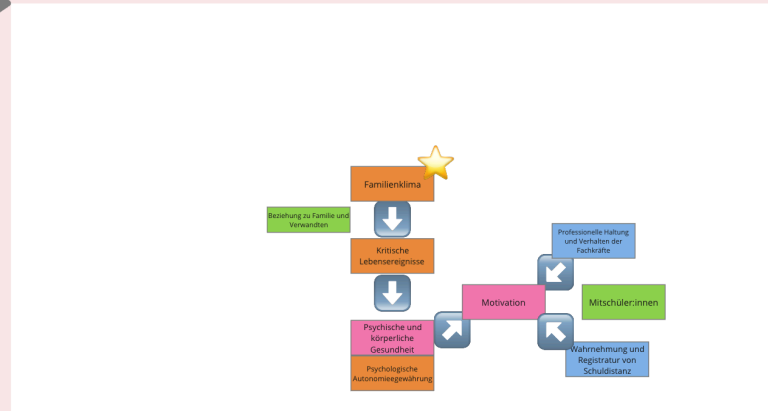 Familienklima
Beziehung zu Familie und
Verwandten
Kritische
Lebensereignisse
Psychische und
körperliche
Gesundheit
Psychologische
Autonomieegewährung
Motivation
Professionelle Haltung
und Verhalten der
Fachkräfte
Mitschüler:innen
Wahrnehmung und
Registratur von
Schuldistanz